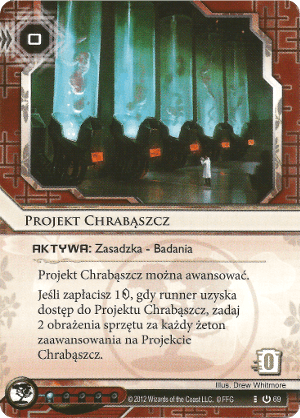 0
PROJEKT CHRABĄSZCZ
AKTYWA: Zasadzka - Badania
Projekt Chrabąszcz można awansować.
Jeśli zapłacisz 1, gdy runner uzyska
dostęp do Projektu Chrabąszcz, zadaj
2 obrażenia sprzętu za każdy żeton
zaawansowania na Projekcie
Chrabąszcz.
0
Illus. Drew Whitmore
© 2012 Wizards of the Coast LLC. © FFG
69